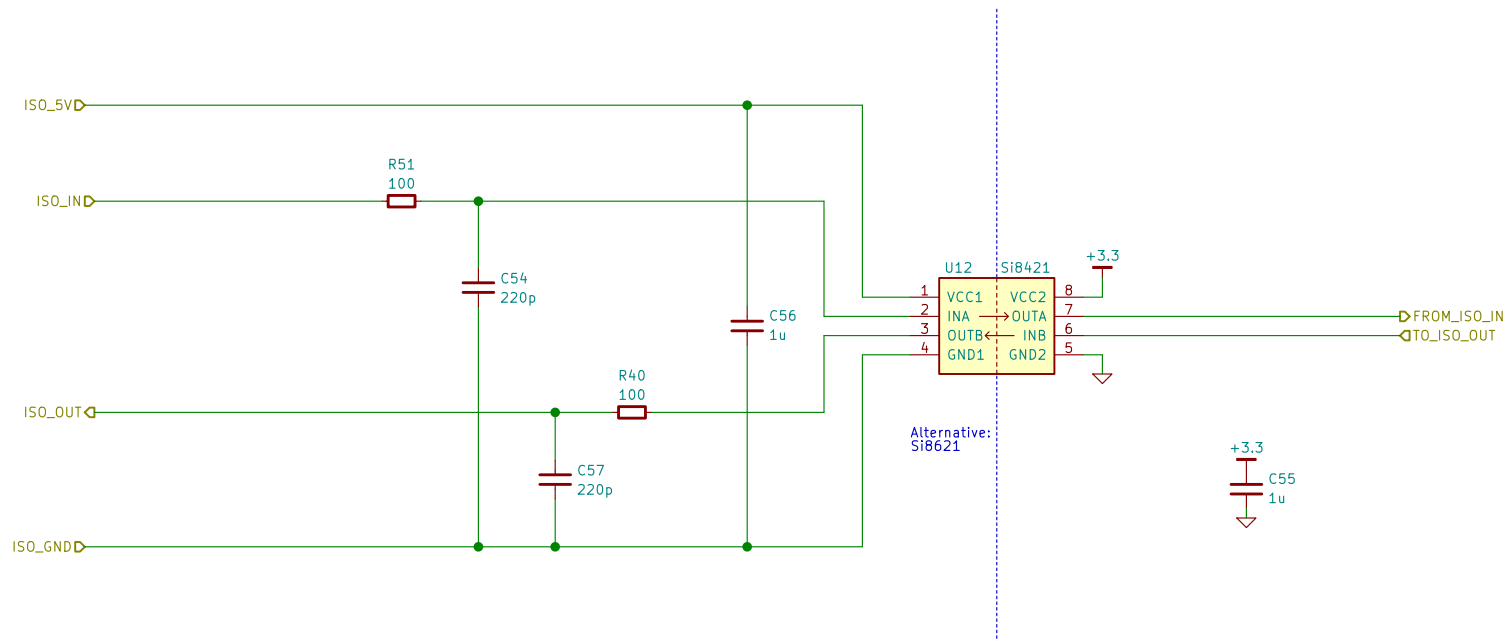 ISO_5V
R51
100
ISO_IN
C54
220p
C56
1u
R40
100
ISO_OUT
C57
220p
ISO_GND
U12
Si8421
+3.3
1
VCC1
VCC2
8
2
INA
OUTA
7
3
OUTB
INB
6
4
GND1
GND2
5
FROM_ISO_IN
TO_ISO_OUT
Alternative:
Si8621
+3.3
C55
1u